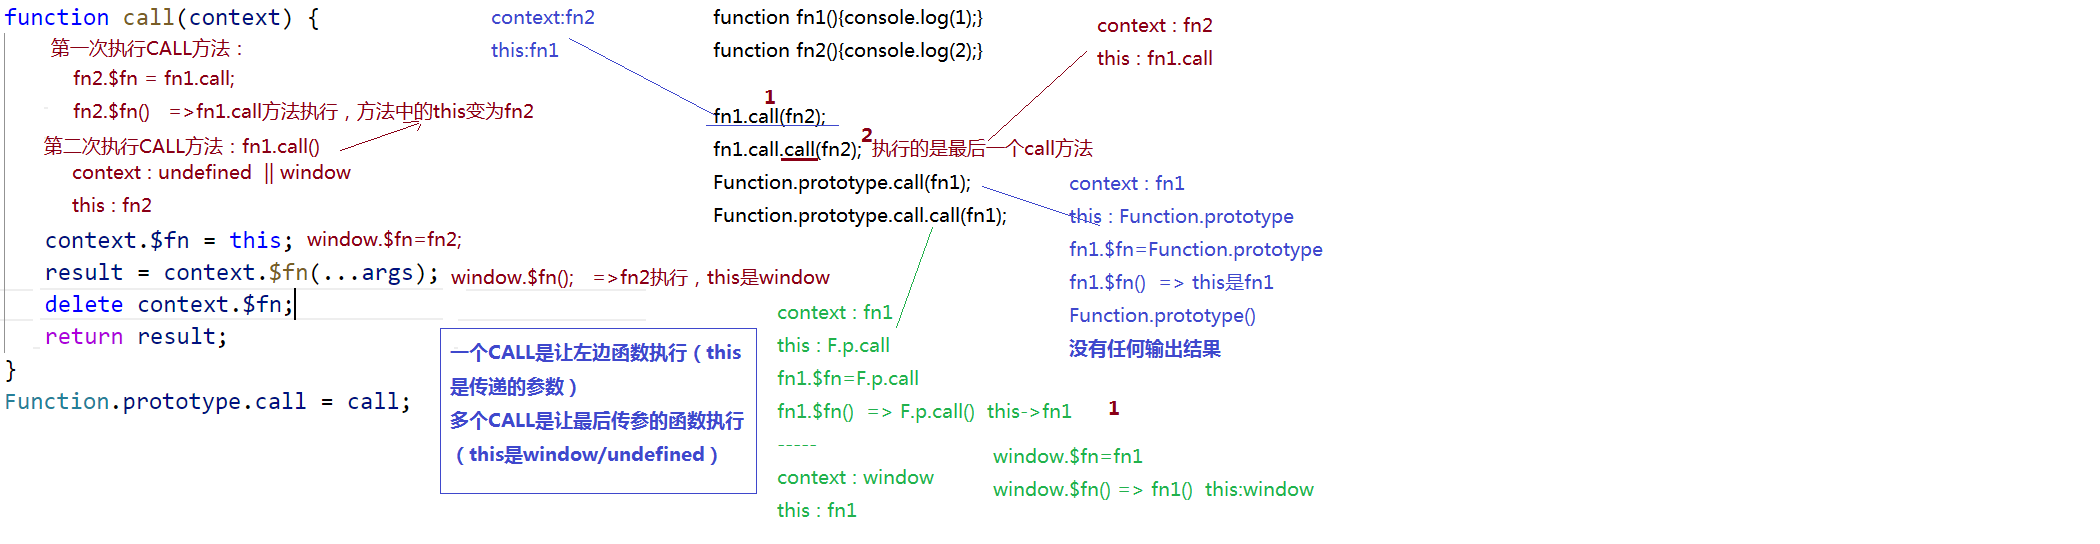 function call(context) {
第一次执行CALL方法：
fn2.$fn = fn1.call;
fn2.$fn() =>fn1.call方法执行，方法中的this变为fn2
第二次执行CALL方法：fn1.call()
context : undefined || window
this : fn2
context.$fn = this; window.$fn=fn2;
result = context.$fn(...args); window.$fn(); =>fn2执行，this是window
delete context.$fn;
return result;
}
Function.prototype.call = call;
一个CALL是让左边函数执行（this
是传递的参数）
多个CALL是让最后传参的函数执行
（this是window/undefined）
context:fn2
this:fn1
function fn1(){console.log(1);}
function fn2(){console.log(2);}
1
fn1.call(fn2);
fn1.call.call(fn2); 2 执行的是最后一个call方法
Function.prototype.call(fn1);
Function.prototype.call.call(fn1);
context : fn2
this : fn1.call
context : fn1
this : Function.prototype
fn1.$fn=Function.prototype
fn1.$fn() => this是fn1
Function.prototype()
没有任何输出结果
context : fn1
this : F.p.call
fn1.$fn=F.p.call
fn1.$fn() => F.p.call() this->fn1 1
-----
context : window
this : fn1
window.$fn=fn1
window.$fn() => fn1() this:window